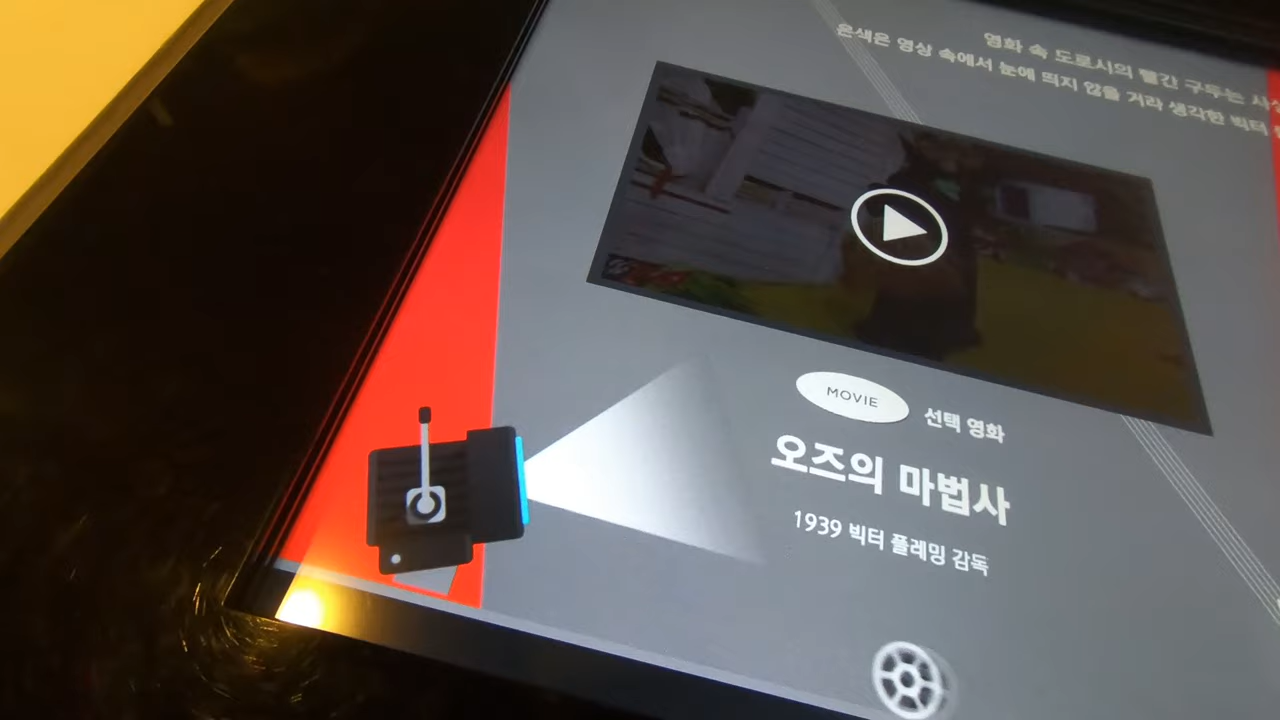 영화 속 도로시의 빨간 구두는 사실
은색은 영상 속에서 눈에 띄지 않을 거라 생각한 빅터
MOVIE 선택 영화
오즈의 마법사
1939 빅터 플레밍 감독